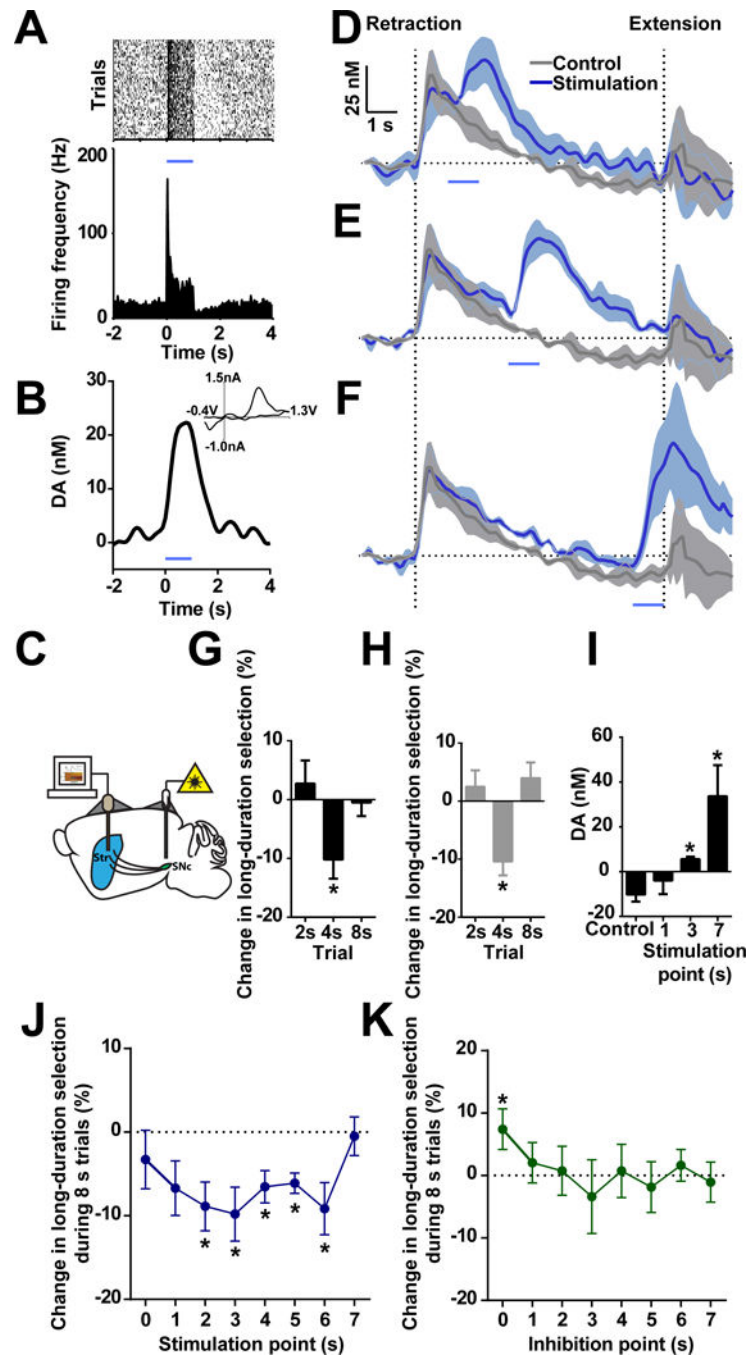 A
Trials
200
100
0
Firing frequency (Hz)
-2 0 2 4
Time (s)
B
30
20
10
0
DA (nM)
1.5nA
-0.4V
1.3V
-1.0nA
-2 0 2 4
Time (s)
C
Str
SNc
D
Retraction
Extension
25 nM
1 s
Control
Stimulation
E
F
G
Change in long-duration selection (%)
10
0
-10
-20
*
2s 4s 8s
Trial
H
Change in long-duration selection (%)
10
0
-10
-20
*
2s 4s 8s
Trial
I
DA (nM)
60
40
20
0
-20
*
*
Control 1 3 7
Stimulation
point (s)
J
Change in long-duration selection
during 8 s trials (%)
10
0
-10
-20
* * * * *
0 1 2 3 4 5 6 7
Stimulation point (s)
K
Change in long-duration selection
during 8 s trials (%)
20
10
0
-10
-20
*
0 1 2 3 4 5 6 7
Inhibition point (s)